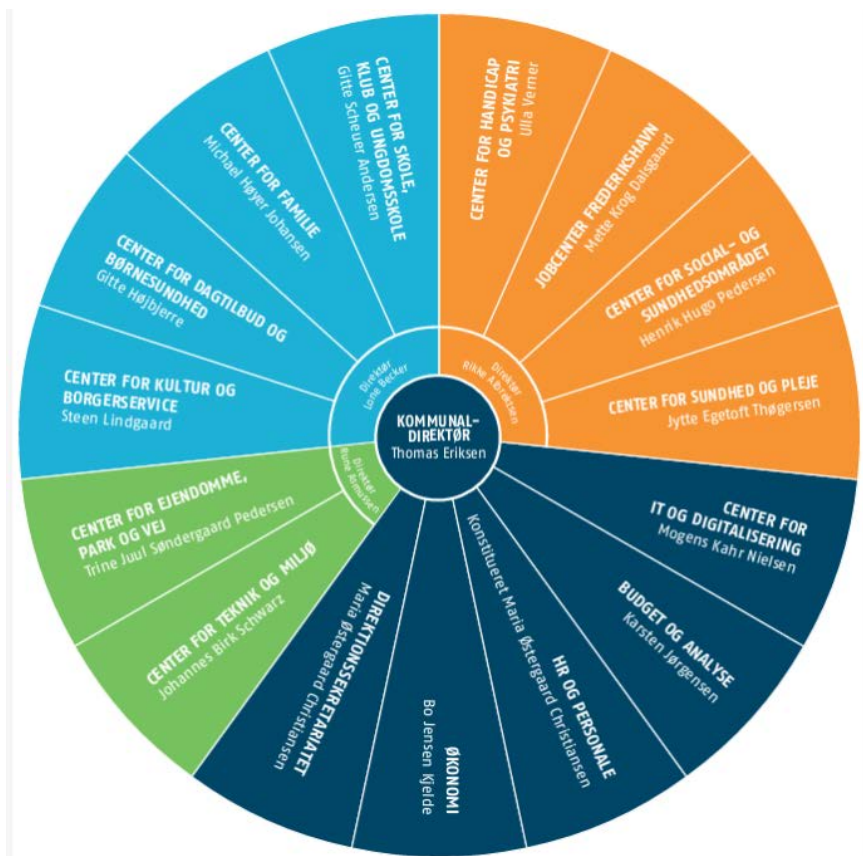 CENTER FOR HANDICAP
OG PSYKIATRI
Ulla Verner
JOBCENTER FREDERIKSHAVN
Mette Krog Dalsgaard
CENTER FOR SOCIAL- OG
SUNDHEDSOMRÅDET
Henrik Hugo Pedersen
CENTER FOR SUNDHED OG PLEJE
Jytte Egetoft Thøgersen
CENTER FOR
IT OG DIGITALISERING
Mogens Kahr Nielsen
BUDGET OG ANALYSE
Karsten Jørgensen
HR OG PERSONALE
Konstitueret Maria Østergaard Christiansen
ØKONOMI
Bo Jensen Kjelde
DIREKTIONSSEKRETARIATET
Maria Østergaard Christiansen
CENTER FOR TEKNIK OG MILJØ
Johannes Birk Schwarz
CENTER FOR EJENDOMME,
PARK OG VEJ
Trine Juul Søndergaard Pedersen
CENTER FOR KULTUR OG
BORGERSERVICE
Steen Lindgaard
CENTER FOR DAGTILBUD OG
BØRNESUNDHED
Gitte Højbjerre
CENTER FOR FAMILIE
Michael Høyer Johansen
CENTER FOR SKOLE,
KLUB OG UNGDOMSSKOLE
Gitte Scheuer Andersen
Direktør
Lone Becker
Direktør
Rikke Albrektsen
Direktør
Rune Asmussen
KOMMUNAL-
DIREKTØR
Thomas Eriksen